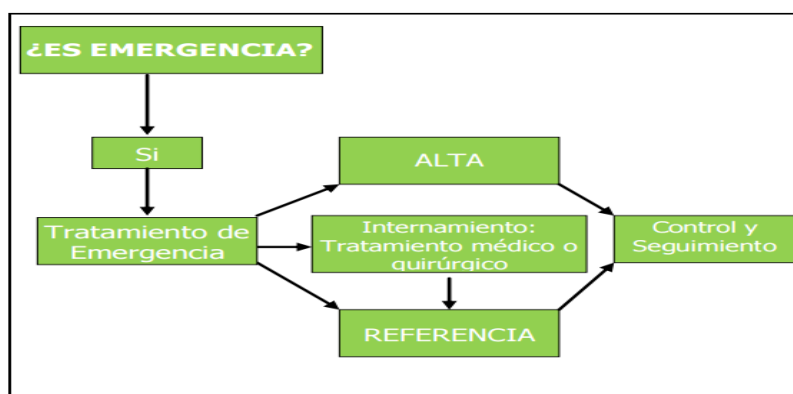 ¿ES EMERGENCIA?
Si
ALTA
Tratamiento de
Emergencia
Internamiento:
Tratamiento médico o
quirúrgico
Control y
Seguimiento
REFERENCIA